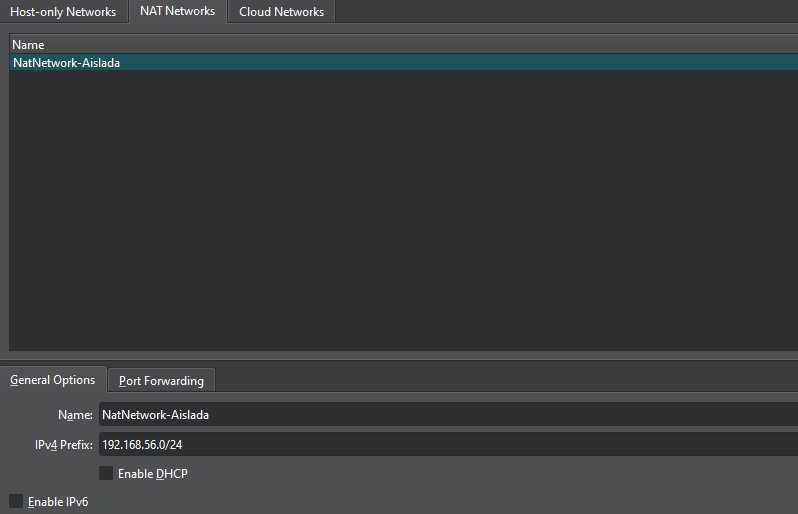 Host-only Networks NAT Networks Cloud Networks
Name
NatNetwork-Aislada
General Options Port Forwarding
Name: NatNetwork-Aislada
IPv4 Prefix: 192.168.56.0/24
Enable DHCP
Enable IPv6